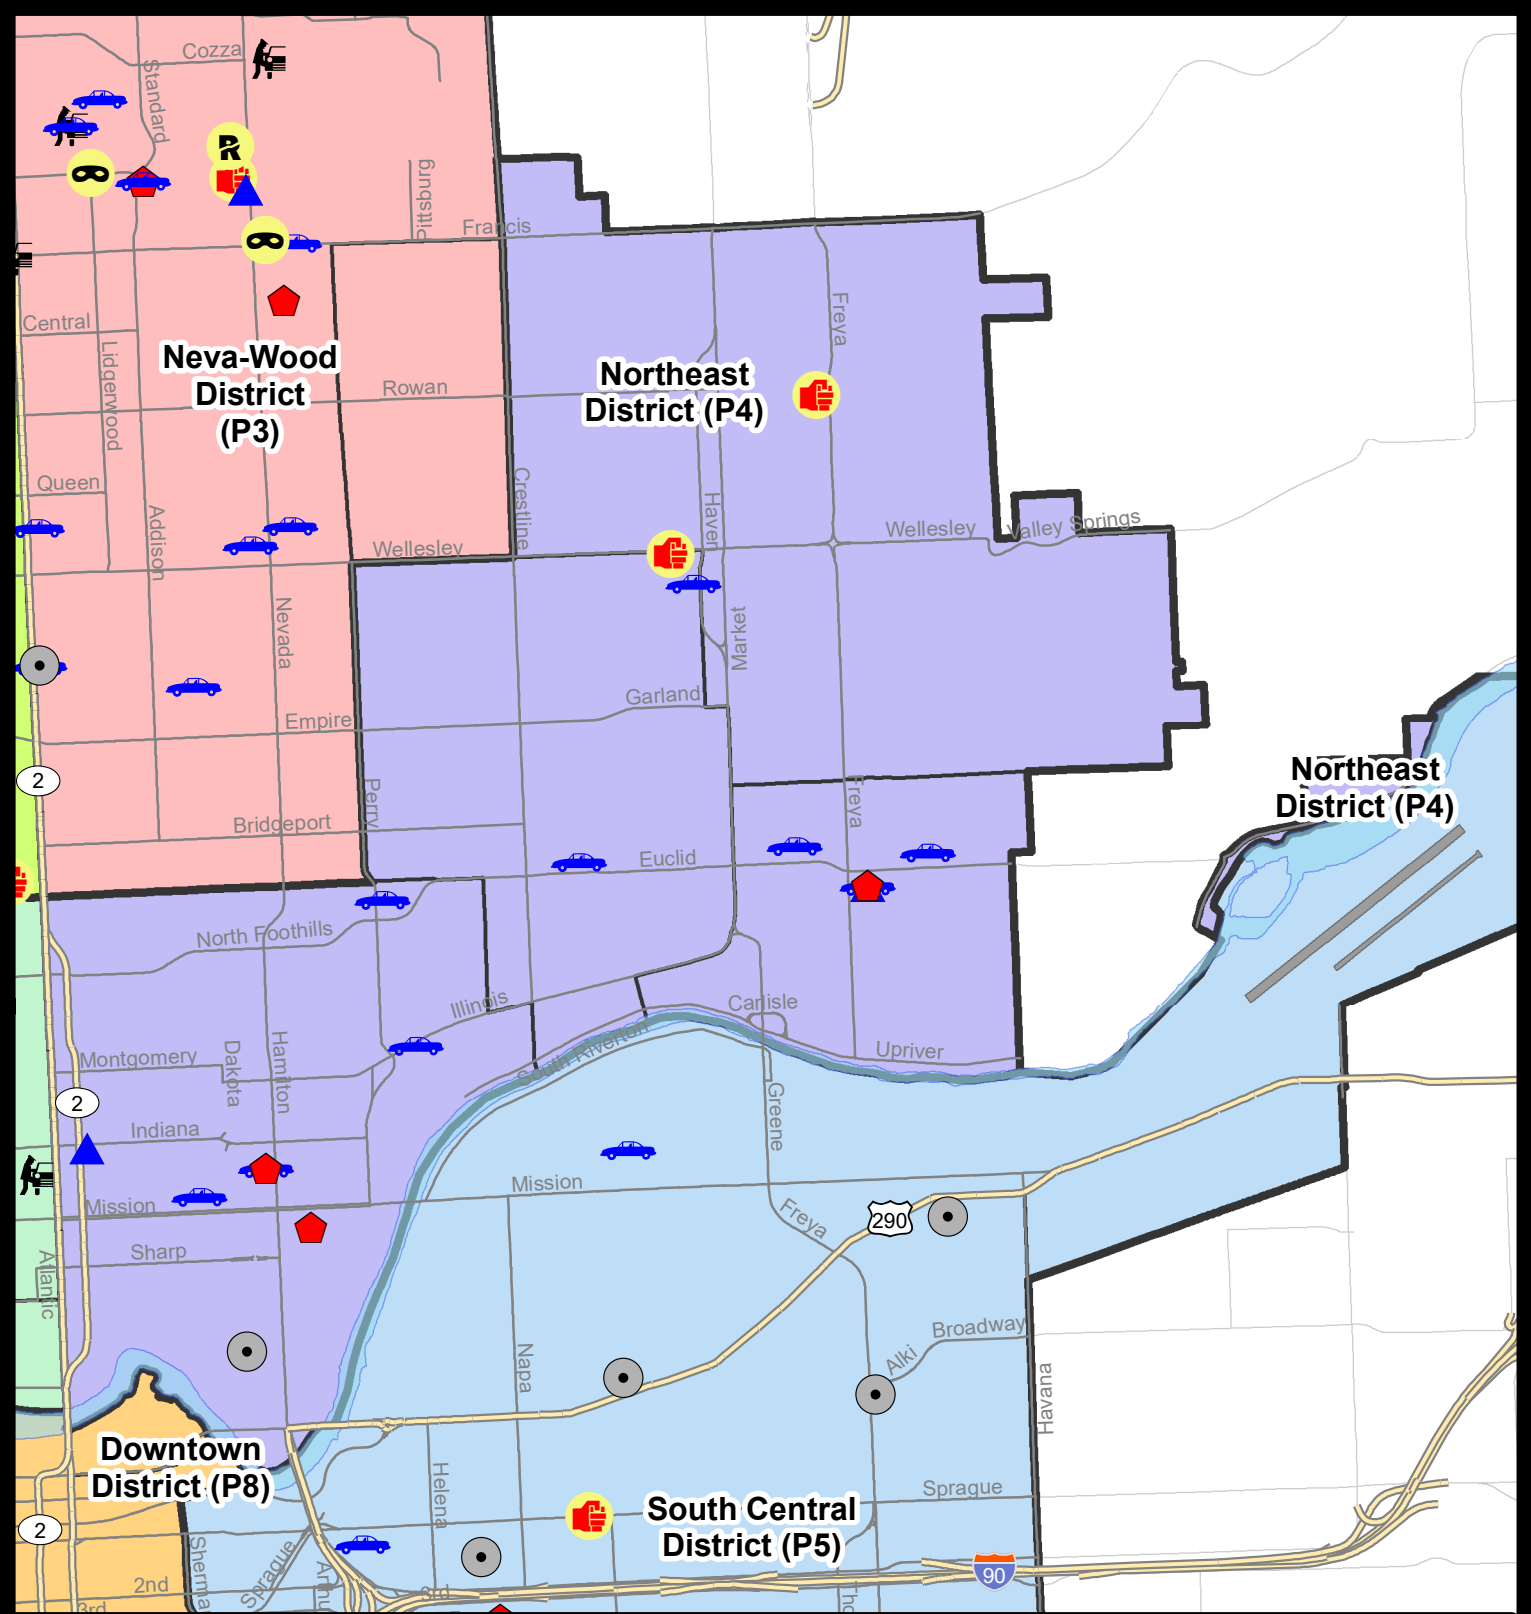 Cozza
Standard
R
Pittsburg
Francis
Central
Lidgerwood
Neva-Wood
District
(P3)
Rowan
Northeast
District (P4)
Freya
Queen
Addison
Crestline
Haven
Wellesley
Wellesley
Valley Springs
Nevada
Market
Garland
Empire
2
Perry
Freya
Northeast
District (P4)
Bridgeport
Euclid
North Foothills
Illinois
Carlisle
South Riverton
Upriver
Montgomery
Dakota
Hamilton
Greene
2
Indiana
Mission
Mission
Freya
290
Sharp
Atlantic
Napa
Broadway
Alki
Havana
Downtown
District (P8)
Helena
Sprague
South Central
District (P5)
2
Sprague
90
2nd
3rd
3rd